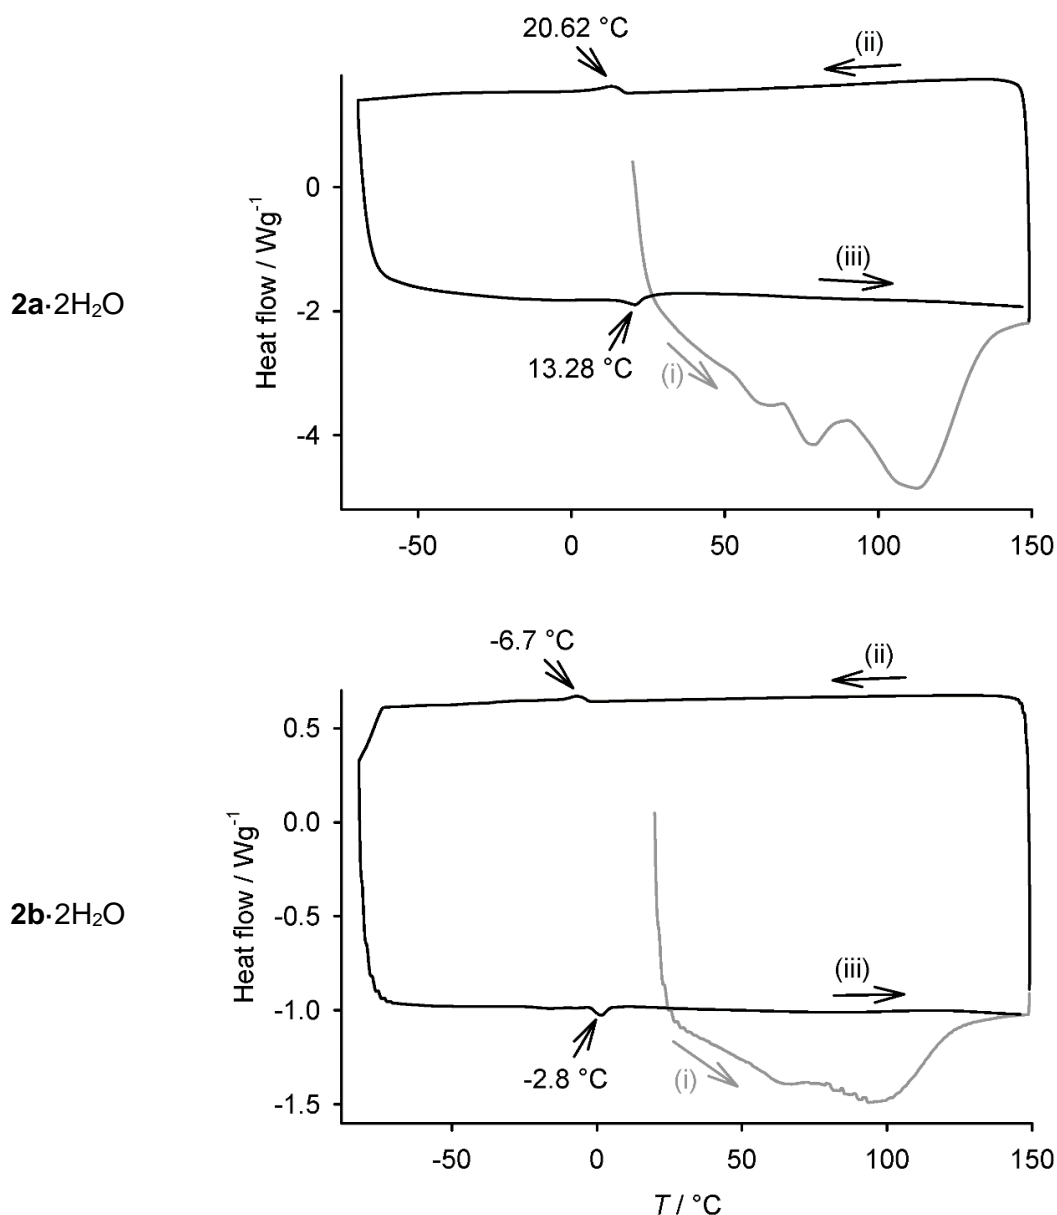 20.62 °C
(ii)
0
-2
-4
Heat flow / Wg⁻¹
2a·2H₂O
(iii)
13.28 °C
(i)
-50 0 50 100 150
-6.7 °C
(ii)
0.5
0.0
-0.5
-1.0
-1.5
Heat flow / Wg⁻¹
2b·2H₂O
(iii)
-2.8 °C
(i)
-50 0 50 100 150
T / °C